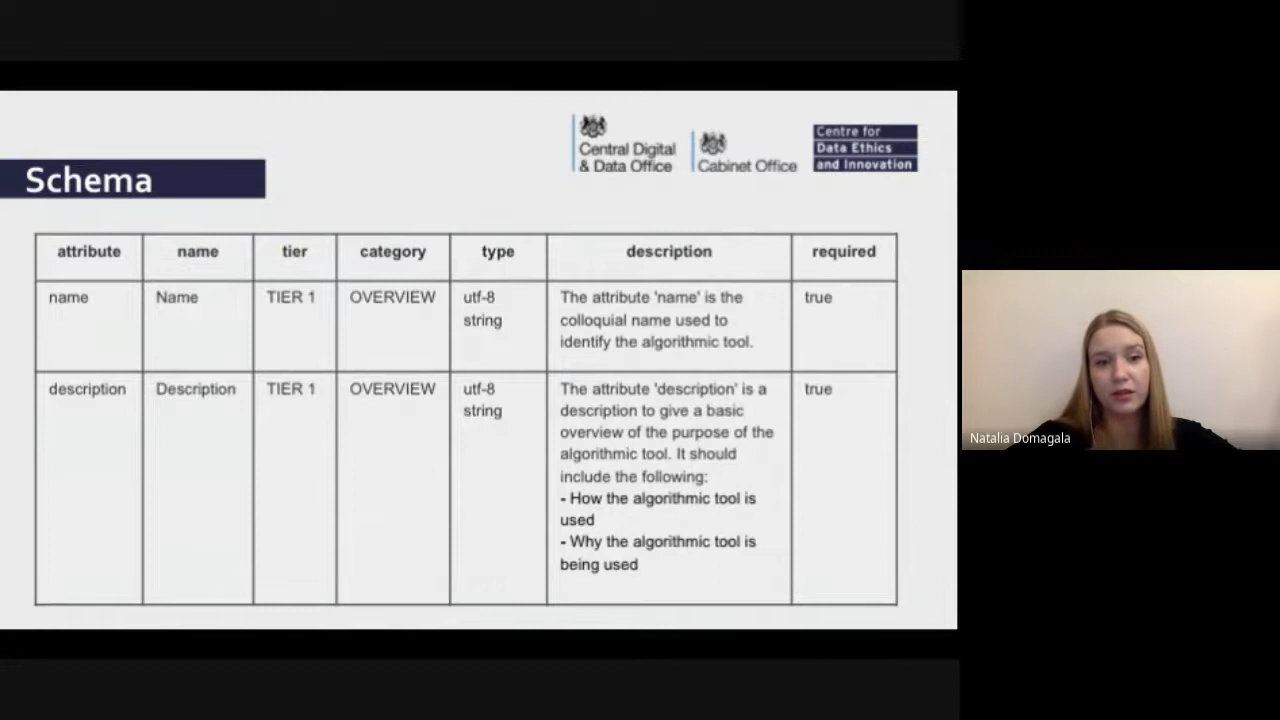 Central Digital
& Data Office
Cabinet Office
Centre for
Data Ethics
and Innovation
Schema
attribute name tier category type description required
name Name TIER 1 OVERVIEW utf-8 string The attribute 'name' is the colloquial name used to identify the algorithmic tool. true
description Description TIER 1 OVERVIEW utf-8 string The attribute 'description' is a description to give a basic overview of the purpose of the algorithmic tool. It should include the following:
- How the algorithmic tool is used
- Why the algorithmic tool is being used
true
Natalia Domagala